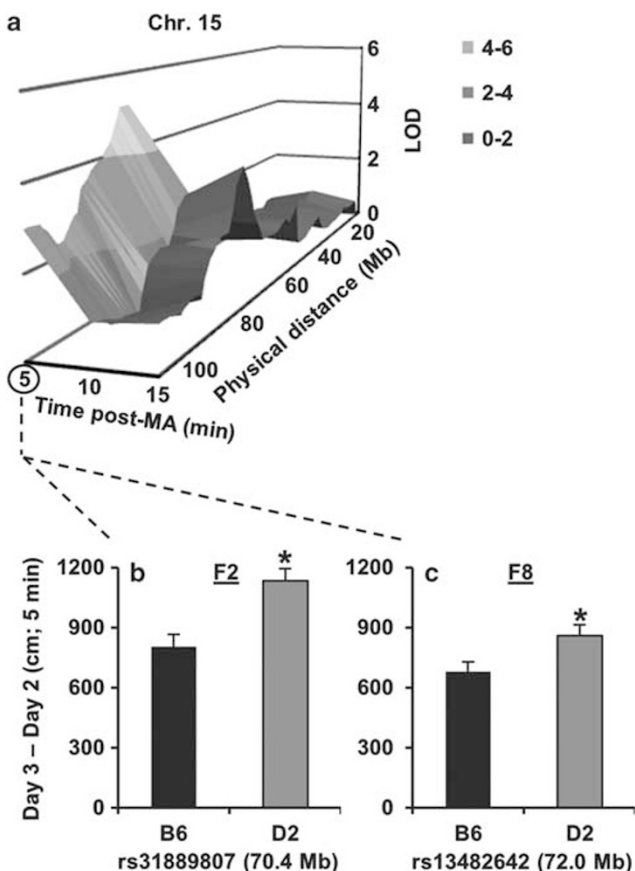 a
Chr. 15
6
4
2
0
LOD
4-6
2-4
0-2
20
40
60
80
100
Physical distance (Mb)
5
10
15
Time post-MA (min)
b
F2
*
1200
900
600
300
0
Day 3 – Day 2 (cm; 5 min)
B6
D2
rs31889807 (70.4 Mb)
c
F8
*
1200
900
600
300
0
B6
D2
rs13482642 (72.0 Mb)